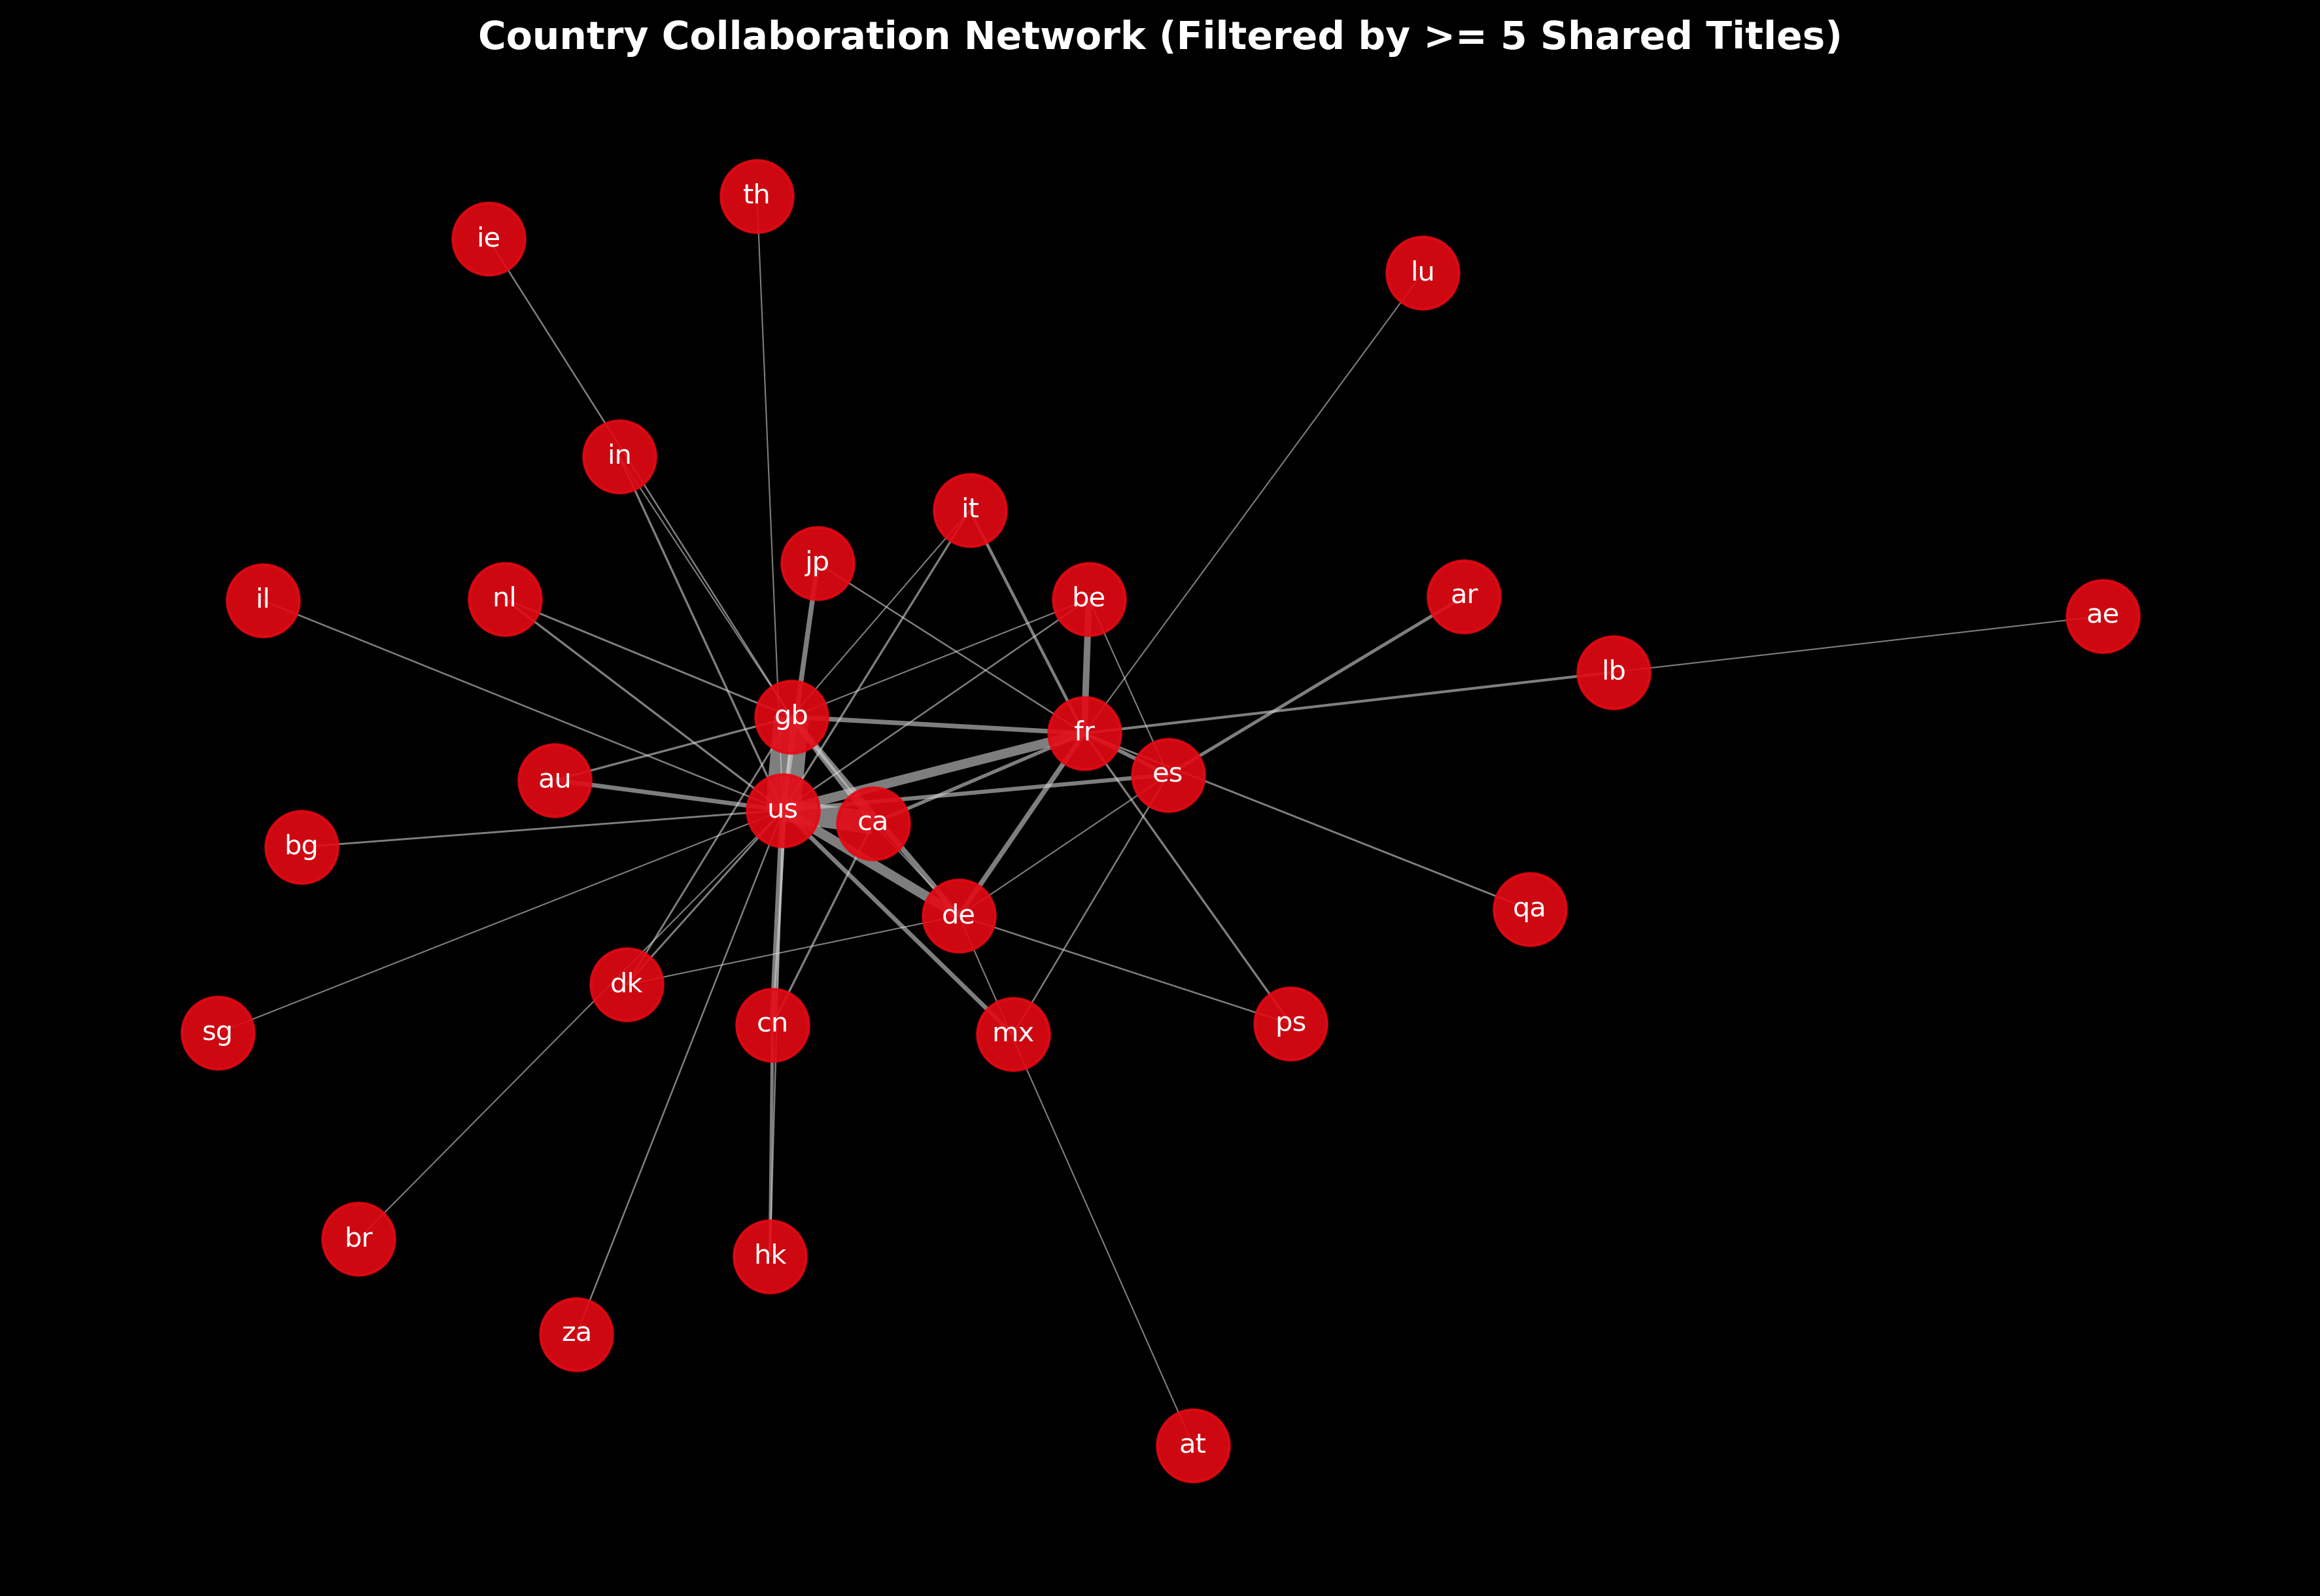 Country Collaboration Network (Filtered by >= 5 Shared Titles)
th
ie
lu
in
it
jp
be
ar
il
nl
ae
lb
gb
fr
es
au
us
ca
bg
qa
de
dk
cn
mx
ps
sg
br
hk
za
at